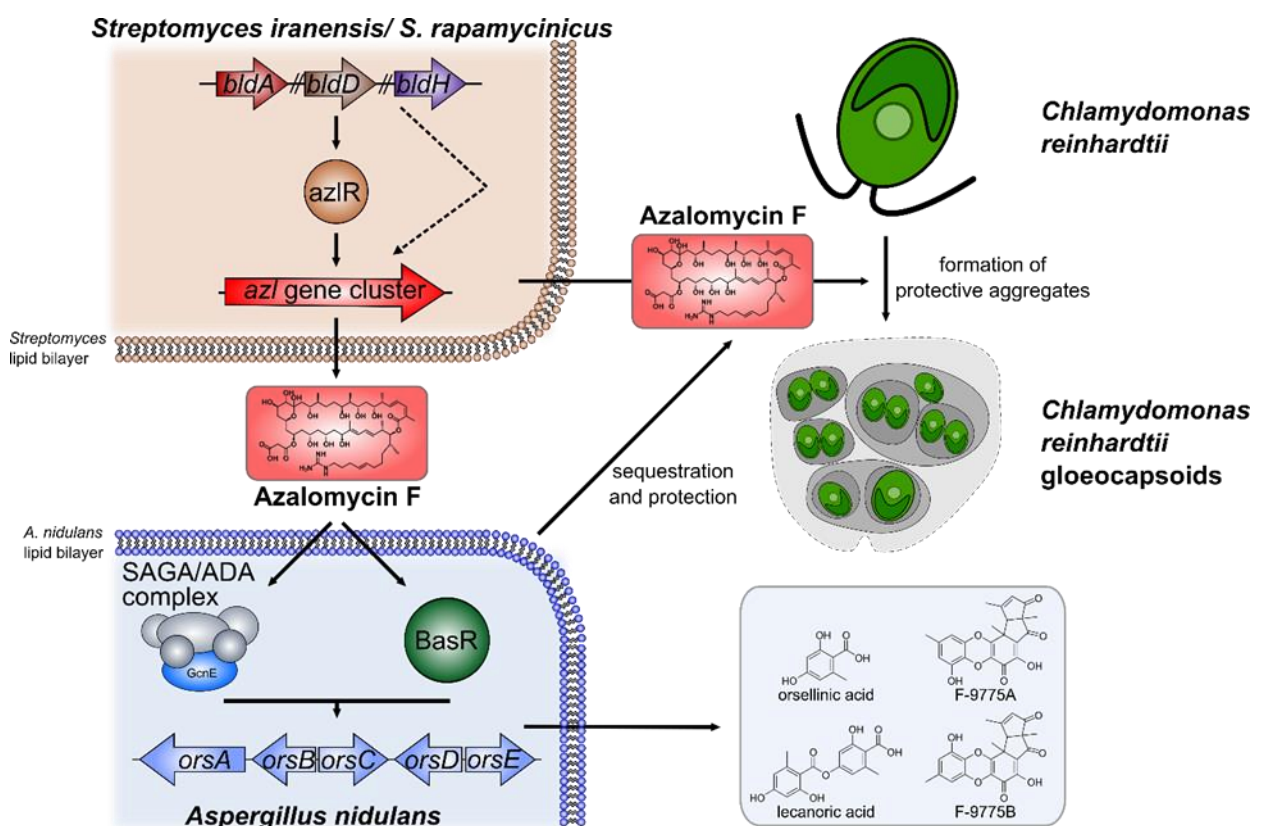 Streptomyces iranensis/ S. rapamycinicus
bldA
bldD
bldH
azlR
azl gene cluster
Streptomyces
lipid bilayer
Azalomycin F
Azalomycin F
Chlamydomonas
reinhardtii
formation of
protective aggregates
Chlamydomonas
reinhardtii
gloeocapsoids
sequestration
and protection
A. nidulans
lipid bilayer
SAGA/ADA
complex
GcnE
BasR
orsA
orsB
orsC
orsD
orsE
Aspergillus nidulans
orsellinic acid
F-9775A
lecanoric acid
F-9775B